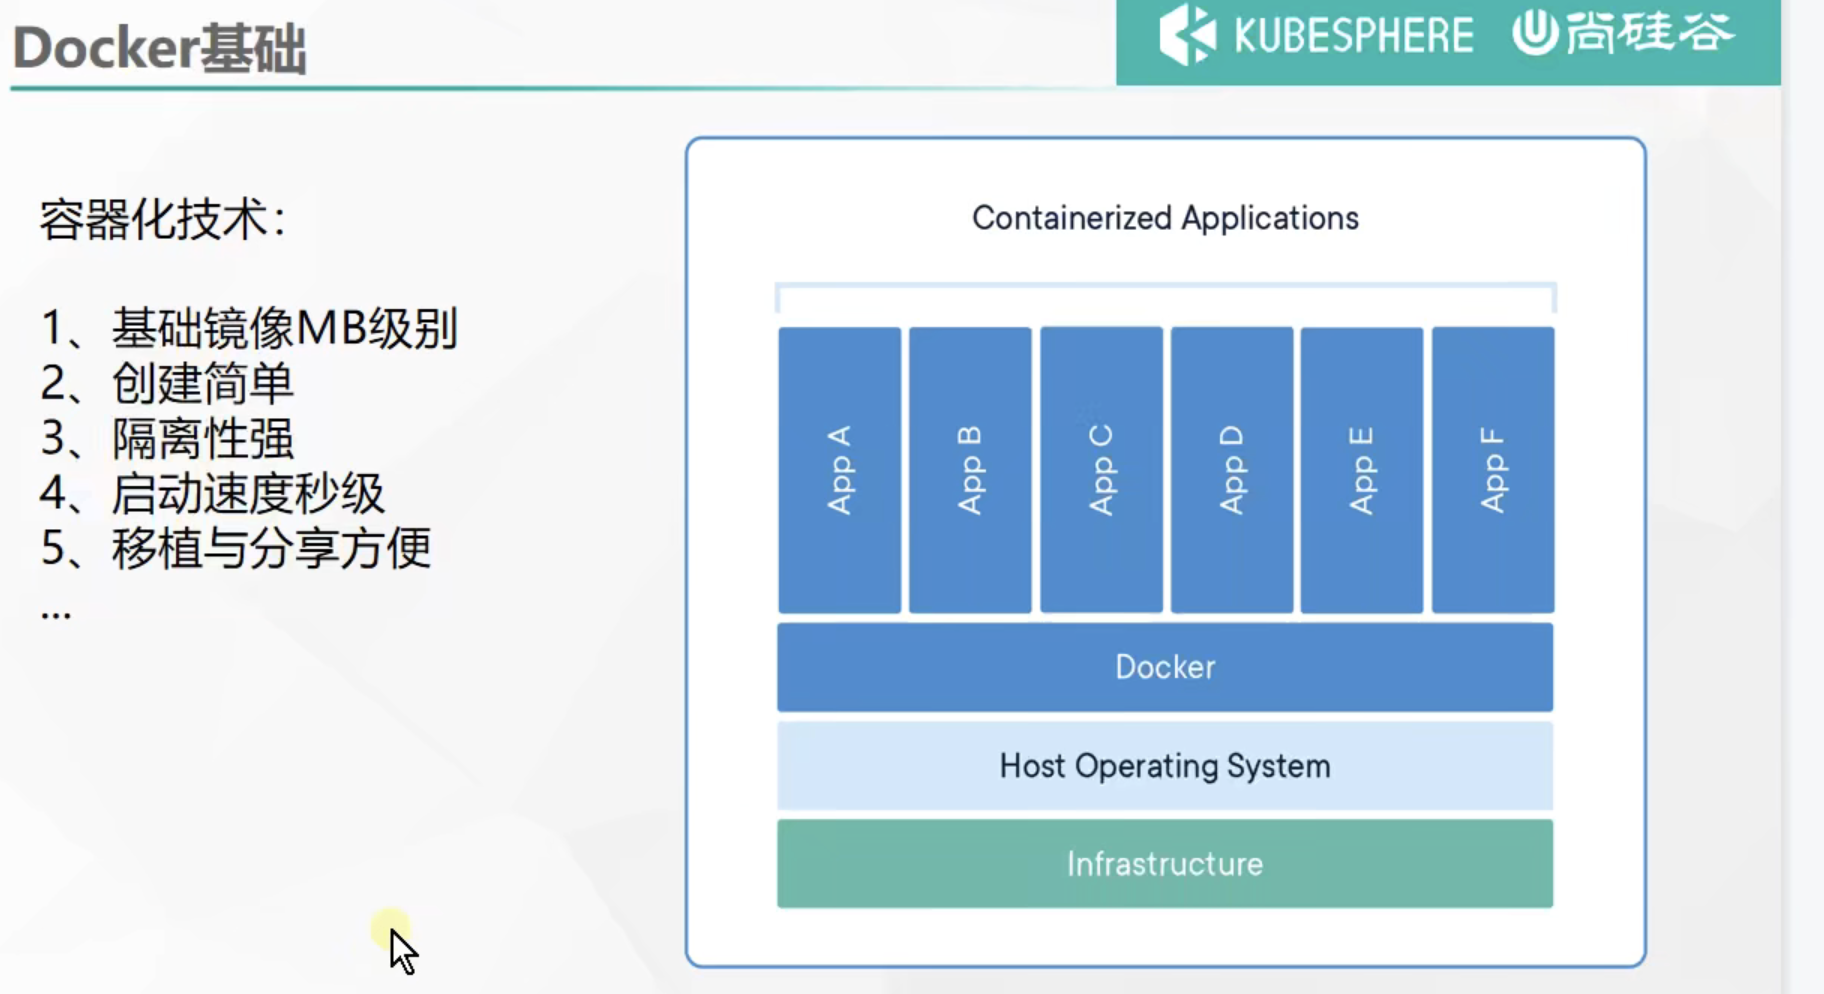 Docker基础
KUBESPHERE 尚硅谷
容器化技术：
1、基础镜像MB级别
2、创建简单
3、隔离性强
4、启动速度秒级
5、移植与分享方便
...
Containerized Applications
App A
App B
App C
App D
App E
App F
Docker
Host Operating System
Infrastructure